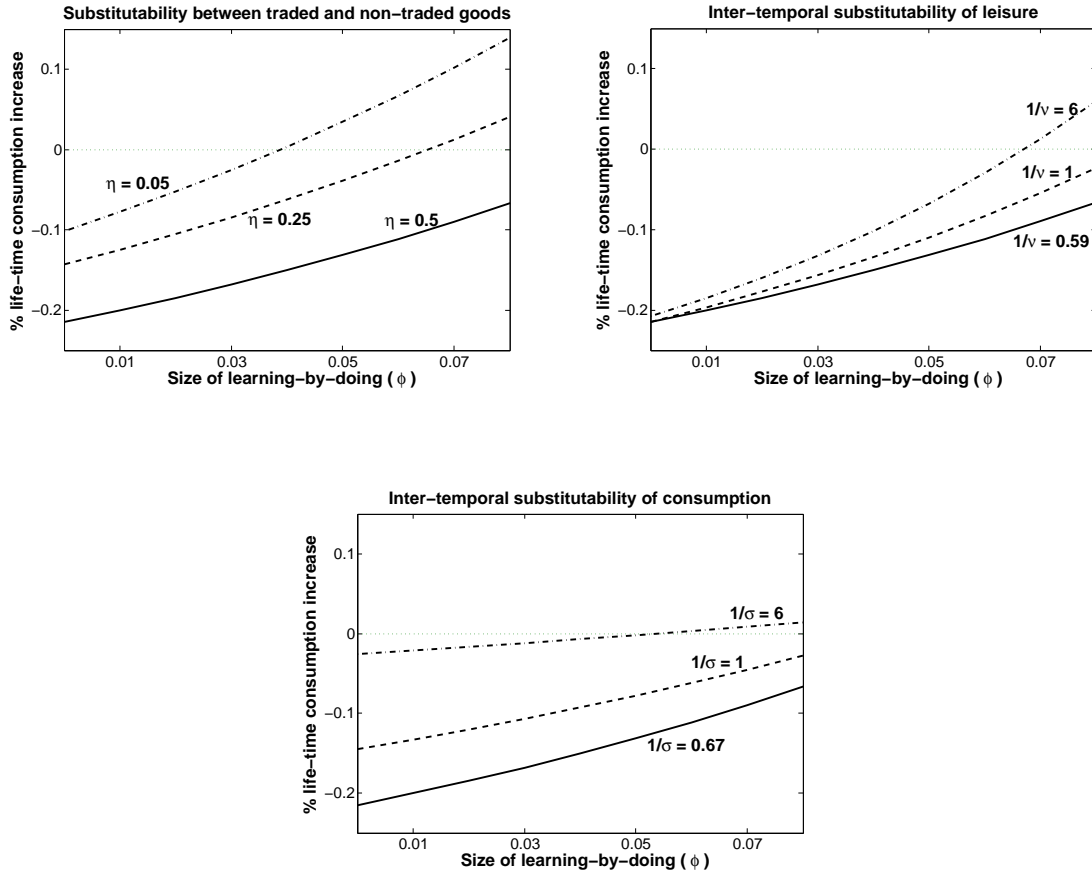 Substitutability between traded and non−traded goods
% life−time consumption increase
0.1
0
−0.1
−0.2
η = 0.05
η = 0.25
η = 0.5
0.01 0.03 0.05 0.07
Size of learning−by−doing ( φ )
Inter−temporal substitutability of leisure
% life−time consumption increase
0.1
0
−0.1
−0.2
1/ν = 6
1/ν = 1
1/ν = 0.59
0.01 0.03 0.05 0.07
Size of learning−by−doing ( φ )
Inter−temporal substitutability of consumption
% life−time consumption increase
0.1
0
−0.1
−0.2
1/σ = 6
1/σ = 1
1/σ = 0.67
0.01 0.03 0.05 0.07
Size of learning−by−doing ( φ )